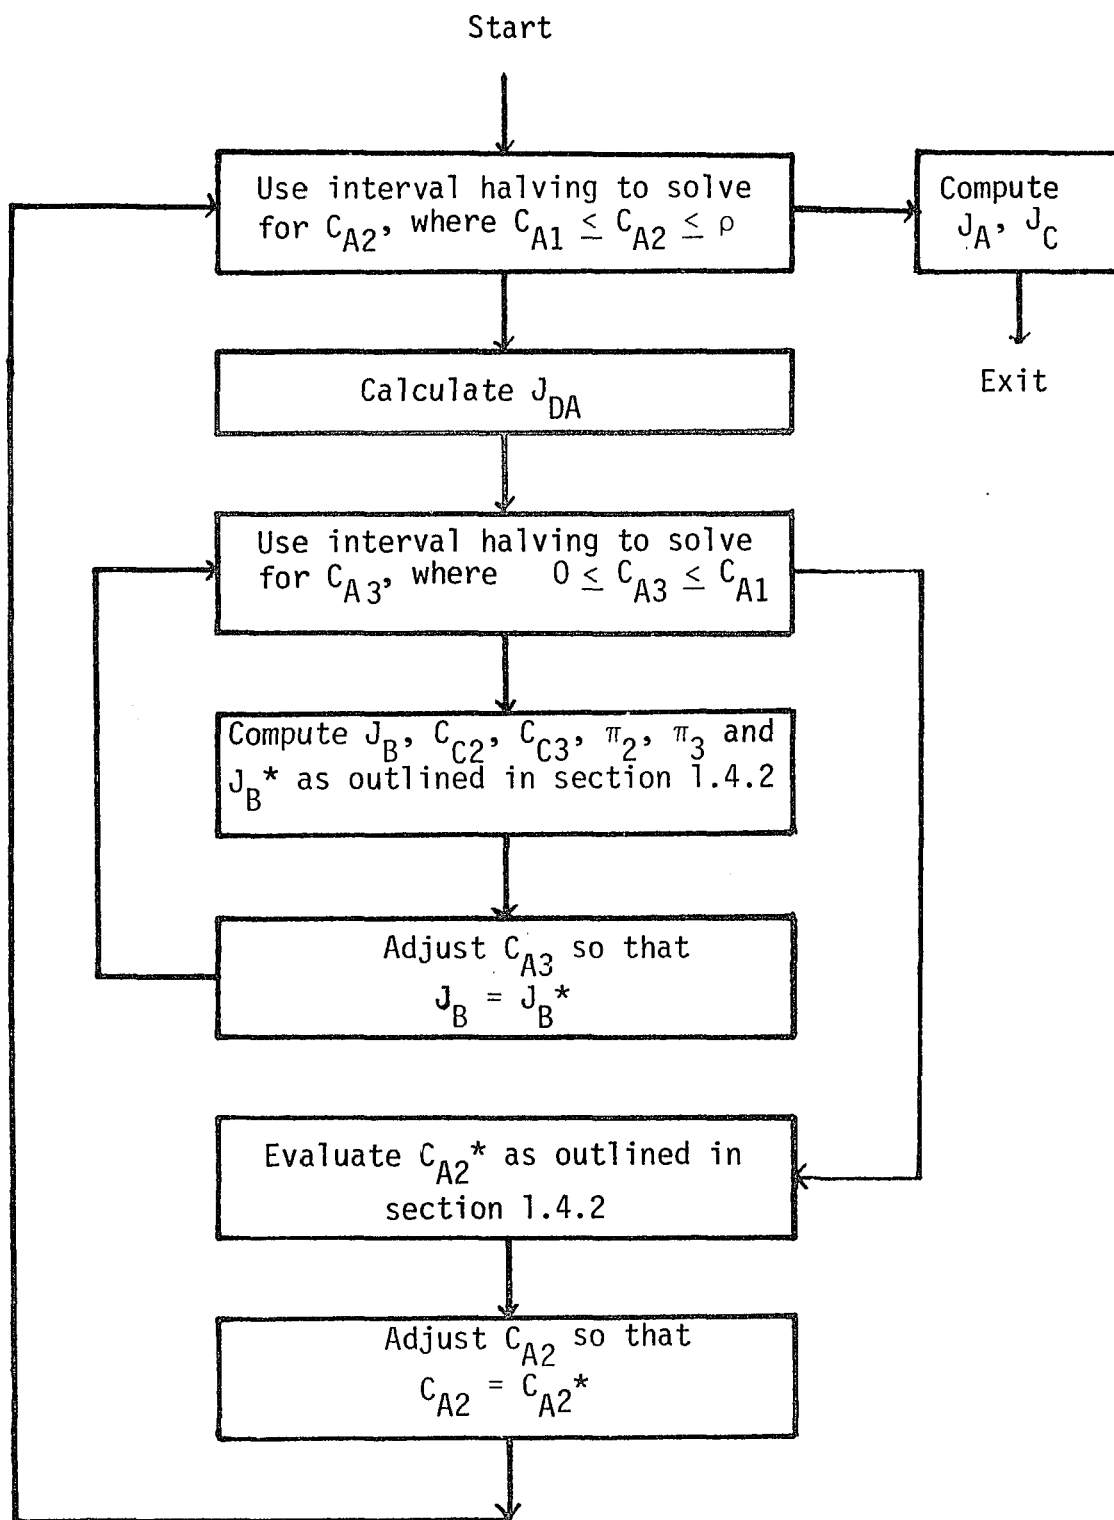 Start
Use interval halving to solve
for C_A2, where C_A1 ≤ C_A2 ≤ ρ
Compute
J_A, J_C
Exit
Calculate J_DA
Use interval halving to solve
for C_A3, where 0 ≤ C_A3 ≤ C_A1
Compute J_B, C_C2, C_C3, π_2, π_3 and
J_B* as outlined in section 1.4.2
Adjust C_A3 so that
J_B = J_B*
Evaluate C_A2* as outlined in
section 1.4.2
Adjust C_A2 so that
C_A2 = C_A2*